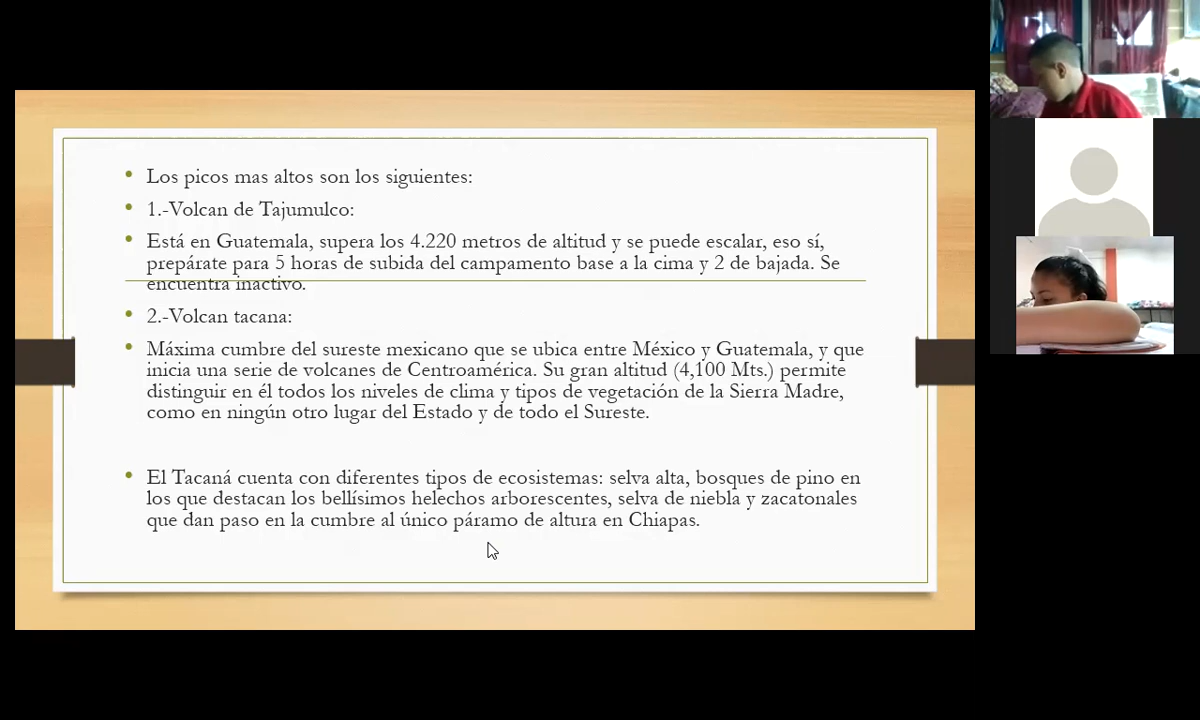 Los picos mas altos son los siguientes:
1.-Volcan de Tajumulco:
Está en Guatemala, supera los 4.220 metros de altitud y se puede escalar, eso sí,
prepárate para 5 horas de subida del campamento base a la cima y 2 de bajada. Se
encuentra inactivo.
2.-Volcan tacana:
Máxima cumbre del sureste mexicano que se ubica entre México y Guatemala, y que
inicia una serie de volcanes de Centroamérica. Su gran altitud (4,100 Mts.) permite
distinguir en él todos los niveles de clima y tipos de vegetación de la Sierra Madre,
como en ningún otro lugar del Estado y de todo el Sureste.
El Tacaná cuenta con diferentes tipos de ecosistemas: selva alta, bosques de pino en
los que destacan los bellísimos helechos arborescentes, selva de niebla y zacatonales
que dan paso en la cumbre al único páramo de altura en Chiapas.